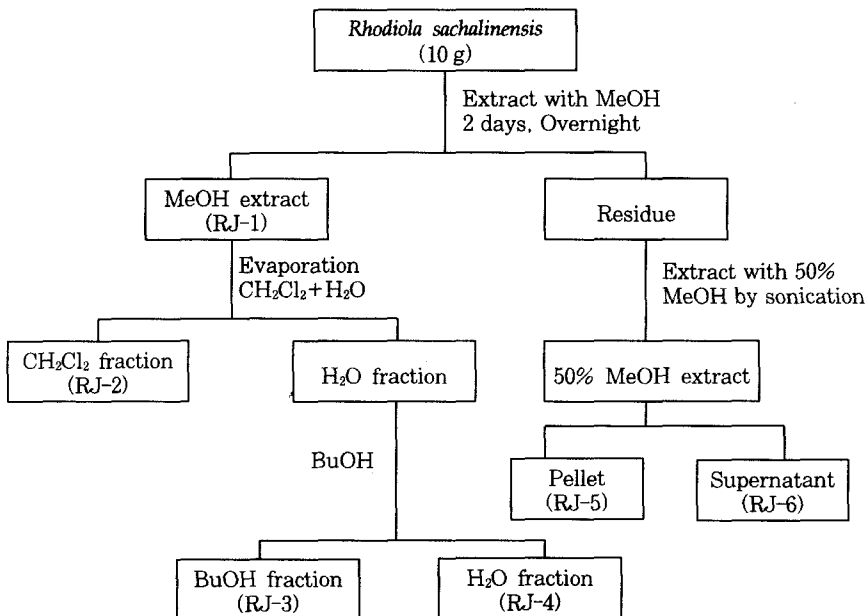 Rhodiola sachalinensis
(10 g)
Extract with MeOH
2 days, Overnight
MeOH extract
(RJ-1)
Residue
Evaporation
CH₂Cl₂+H₂O
Extract with 50%
MeOH by sonication
CH₂Cl₂ fraction
(RJ-2)
H₂O fraction
50% MeOH extract
BuOH
Pellet
(RJ-5)
Supernatant
(RJ-6)
BuOH fraction
(RJ-3)
H₂O fraction
(RJ-4)